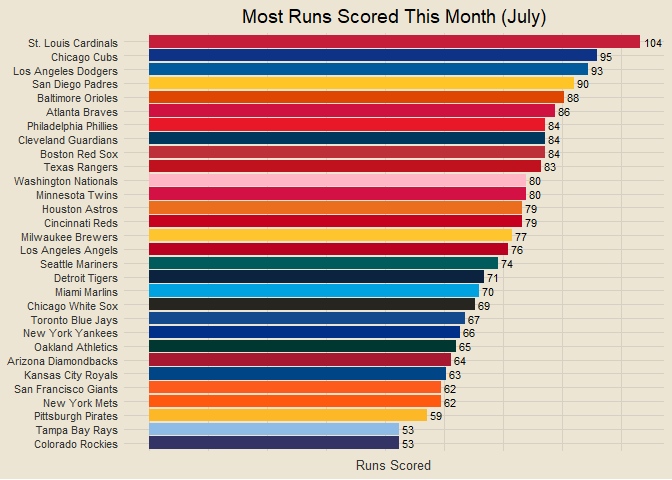 Most Runs Scored This Month (July)
St. Louis Cardinals 104
Chicago Cubs 95
Los Angeles Dodgers 93
San Diego Padres 90
Baltimore Orioles 88
Atlanta Braves 86
Philadelphia Phillies 84
Cleveland Guardians 84
Boston Red Sox 84
Texas Rangers 83
Washington Nationals 80
Minnesota Twins 80
Houston Astros 79
Cincinnati Reds 79
Milwaukee Brewers 77
Los Angeles Angels 76
Seattle Mariners 74
Detroit Tigers 71
Miami Marlins 70
Chicago White Sox 69
Toronto Blue Jays 67
New York Yankees 66
Oakland Athletics 65
Arizona Diamondbacks 64
Kansas City Royals 63
San Francisco Giants 62
New York Mets 62
Pittsburgh Pirates 59
Tampa Bay Rays 53
Colorado Rockies 53
Runs Scored